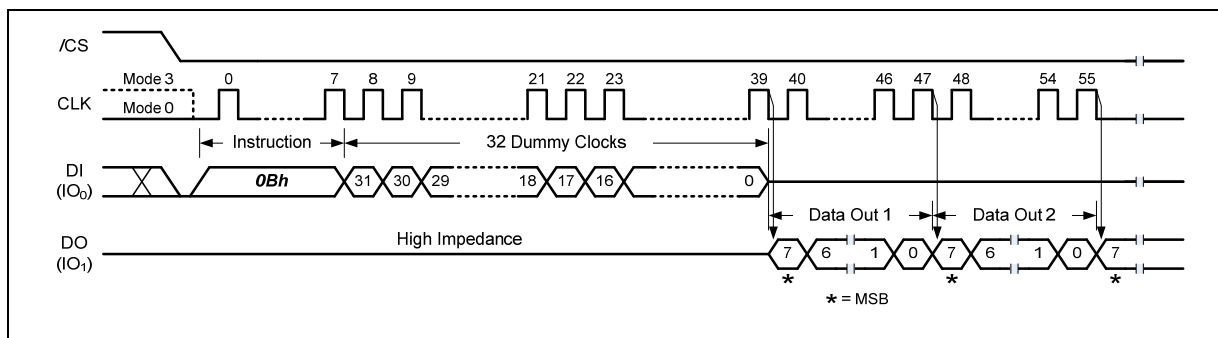 /CS
Mode 3 0 7 8 9 21 22 23 39 40 46 47 48 54 55
CLK
Mode 0
Instruction 32 Dummy Clocks
DI
(IO0)
0Bh 31 30 29 18 17 16 0
Data Out 1 Data Out 2
High Impedance
DO
(IO1)
7 6 1 0 7 6 1 0 7
* * *
* = MSB